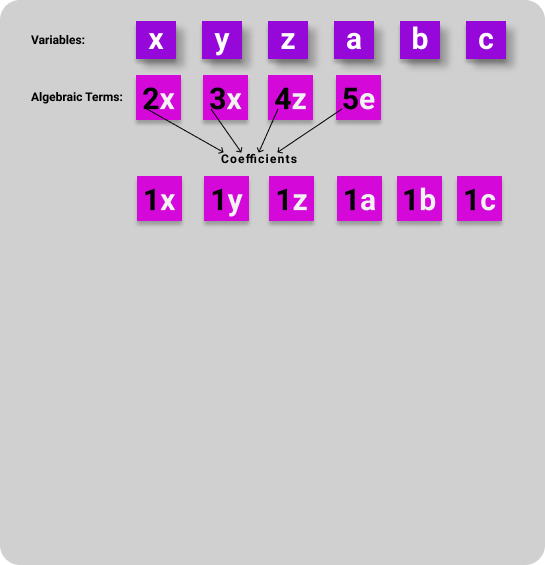 Variables: x y z a b c
Algebraic Terms: 2x 3x 4z 5e
Coefficients
1x 1y 1z 1a 1b 1c